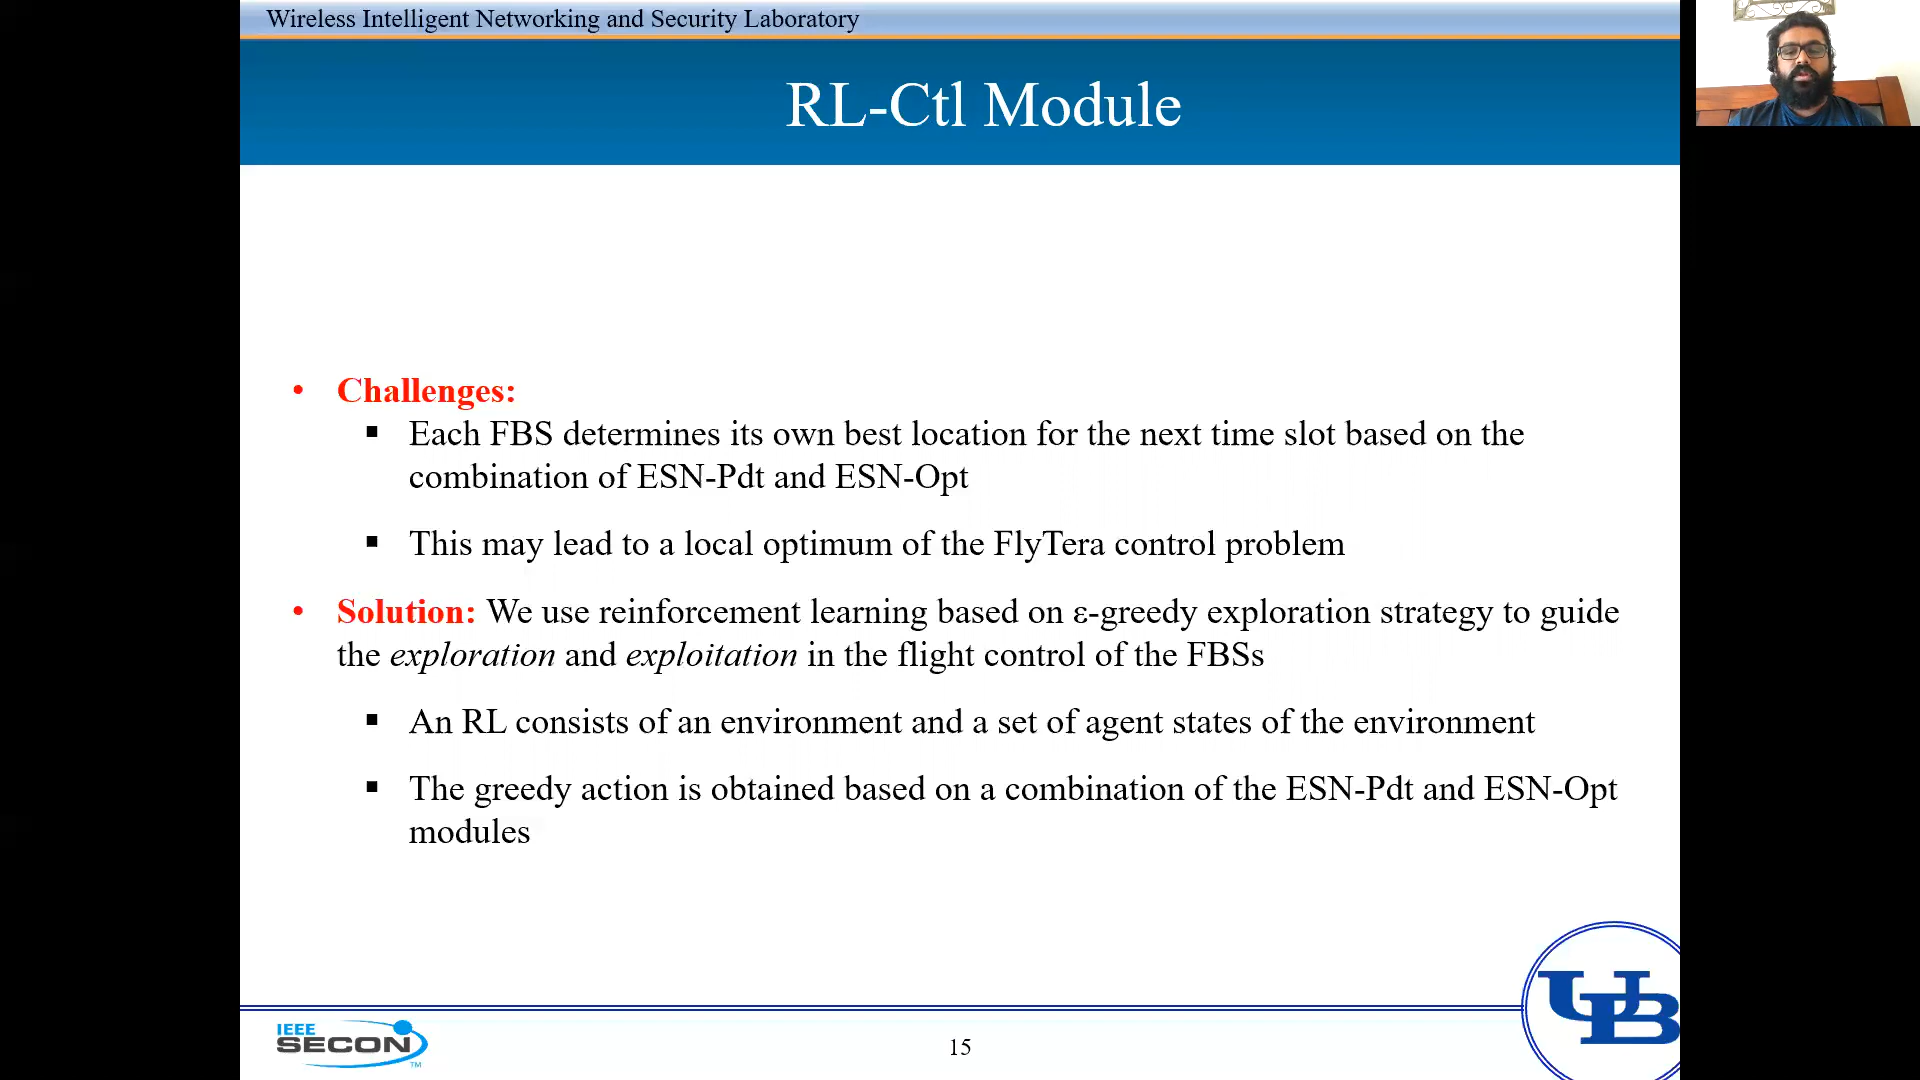 Wireless Intelligent Networking and Security Laboratory
RL-Ctl Module
• Challenges:
▪ Each FBS determines its own best location for the next time slot based on the
combination of ESN-Pdt and ESN-Opt
▪ This may lead to a local optimum of the FlyTera control problem
• Solution: We use reinforcement learning based on ε-greedy exploration strategy to guide
the exploration and exploitation in the flight control of the FBSs
▪ An RL consists of an environment and a set of agent states of the environment
▪ The greedy action is obtained based on a combination of the ESN-Pdt and ESN-Opt
modules
IEEE
SECON™
15
UB